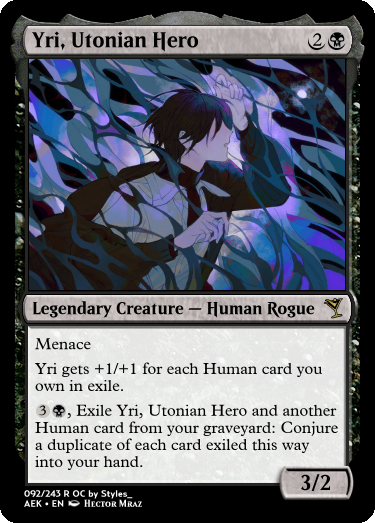 Yri, Utonian Hero 2
Legendary Creature — Human Rogue
Menace
Yri gets +1/+1 for each Human card you
own in exile.
3 , Exile Yri, Utonian Hero and another
Human card from your graveyard: Conjure
a duplicate of each card exiled this way
into your hand.
3/2
092/243 R OC by Styles_
AEK • EN Hector Mraz